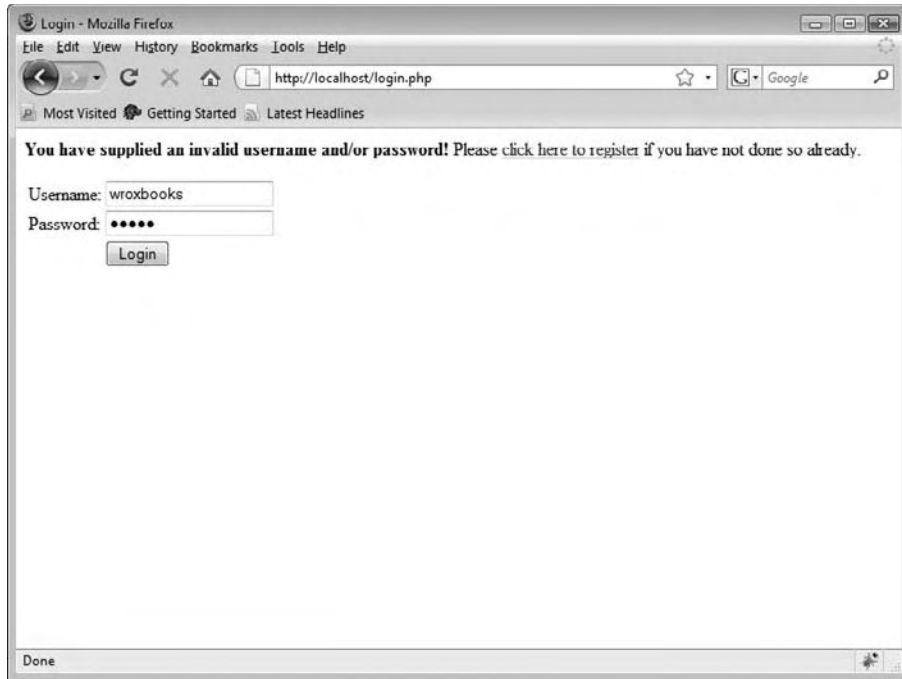 Login - Mozilla Firefox
File Edit View History Bookmarks Tools Help
http://localhost/login.php
G Google
Most Visited Getting Started Latest Headlines
You have supplied an invalid username and/or password! Please click here to register if you have not done so already.
Username: wroxbooks
Password: •••••
Login
Done